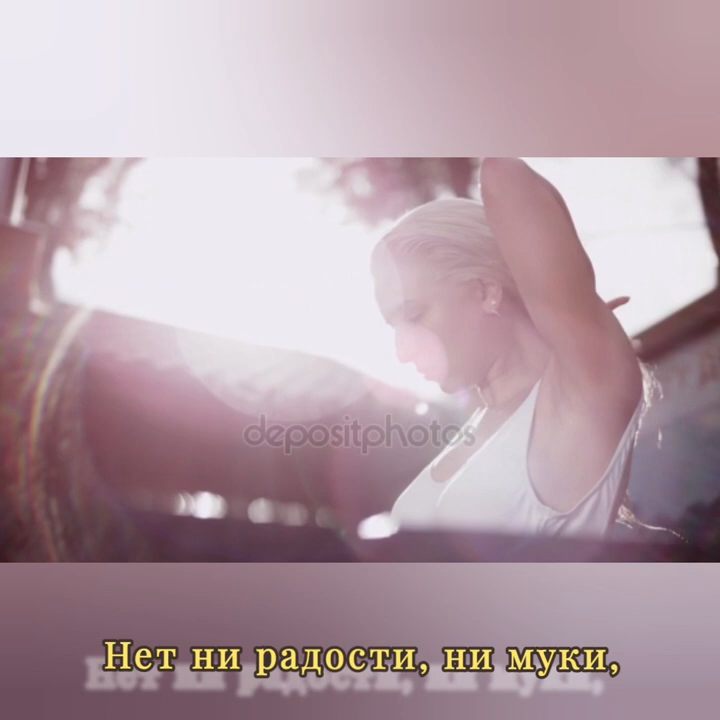 depositphotos
Нет ни радости, ни муки,